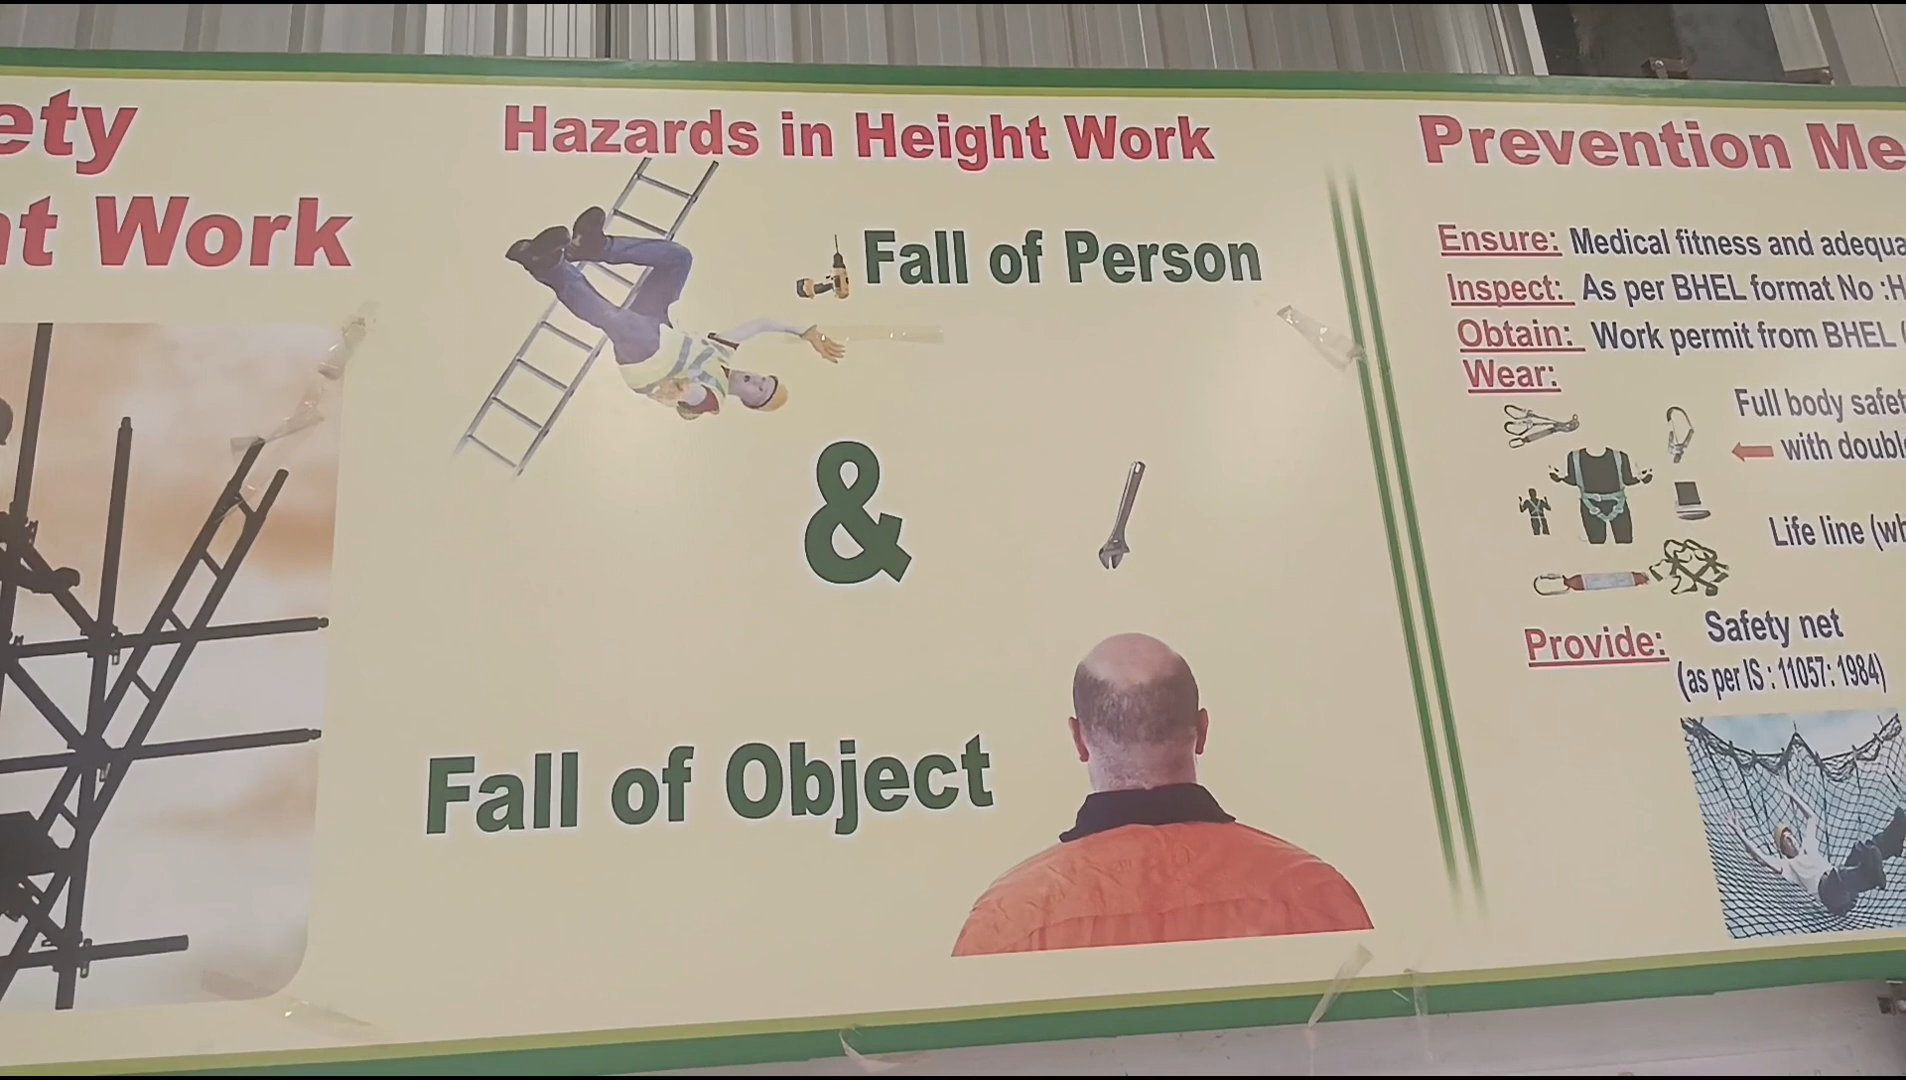 ety
t Work
Hazards in Height Work
Fall of Person
&
Fall of Object
Prevention Me
Ensure: Medical fitness and adequa
Inspect: As per BHEL format No :H
Obtain: Work permit from BHEL (
Wear:
Full body safet
with doubl
Life line (wh
Provide: Safety net
(as per IS : 11057: 1984)